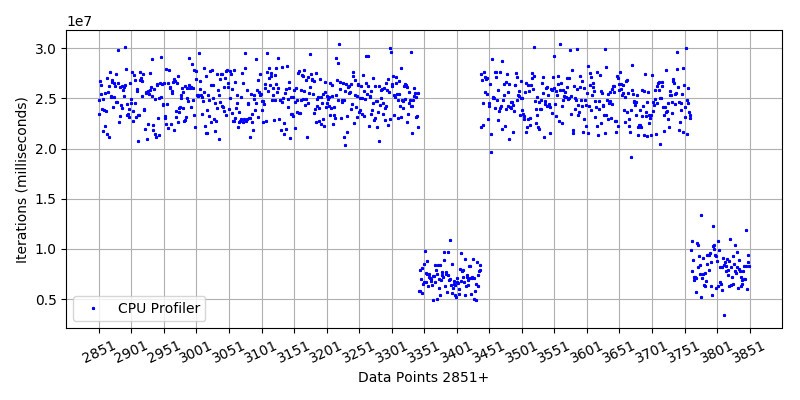 1e7
3.0
2.5
2.0
1.5
1.0
0.5
Iterations (milliseconds)
CPU Profiler
2851 2901 2951 3001 3051 3101 3151 3201 3251 3301 3351 3401 3451 3501 3551 3601 3651 3701 3751 3801 3851
Data Points 2851+